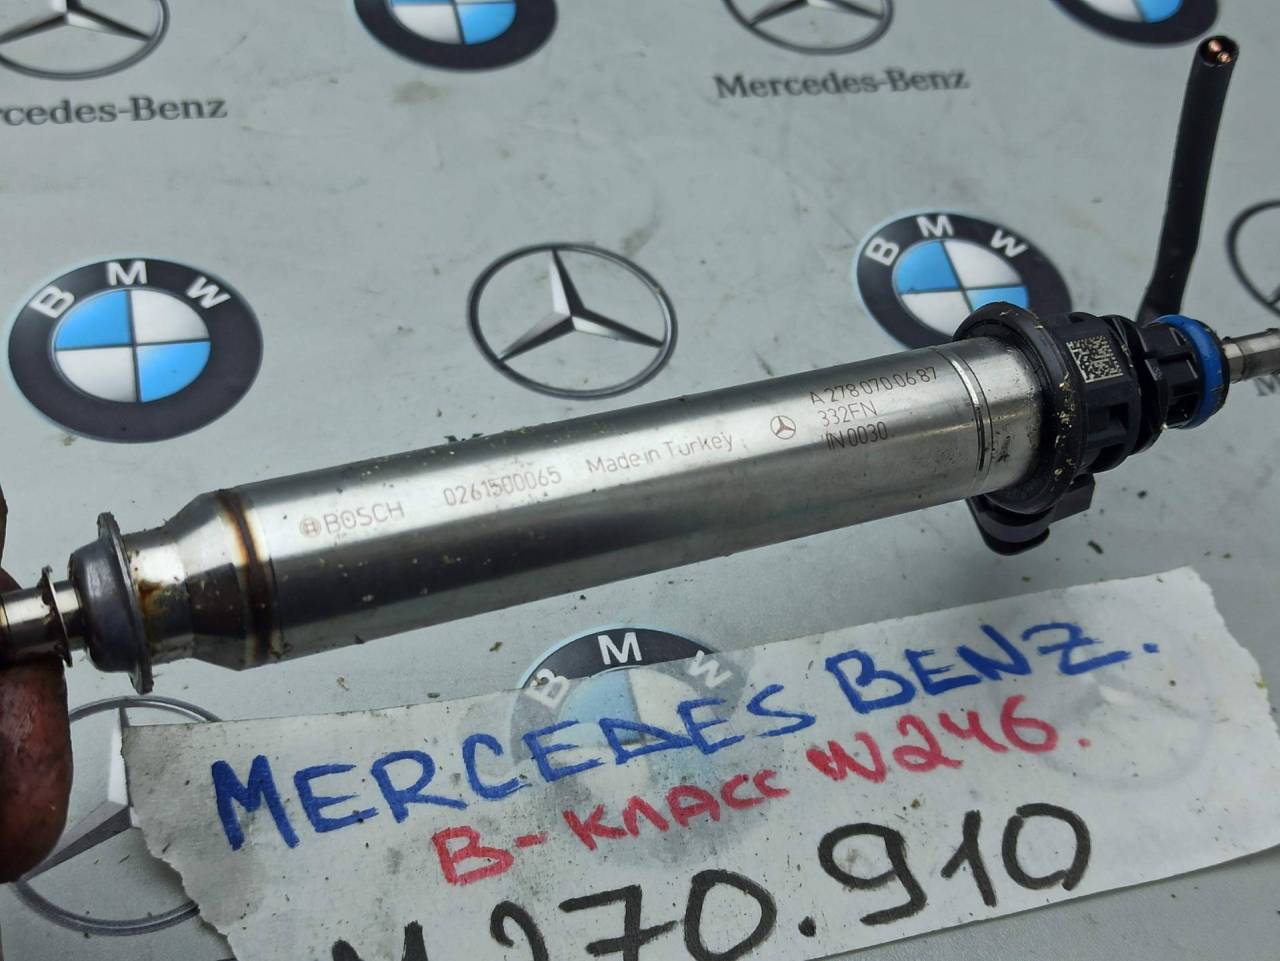 rcedes-Benz
Mercedes-Benz
BMW
BMW
BOSCH 0261500065 Made in Turkey
A 278 070 06 87
332FN
IN 0030
BMW
MERCEDES BENZ.
B-КЛАСС W246.
M270.910